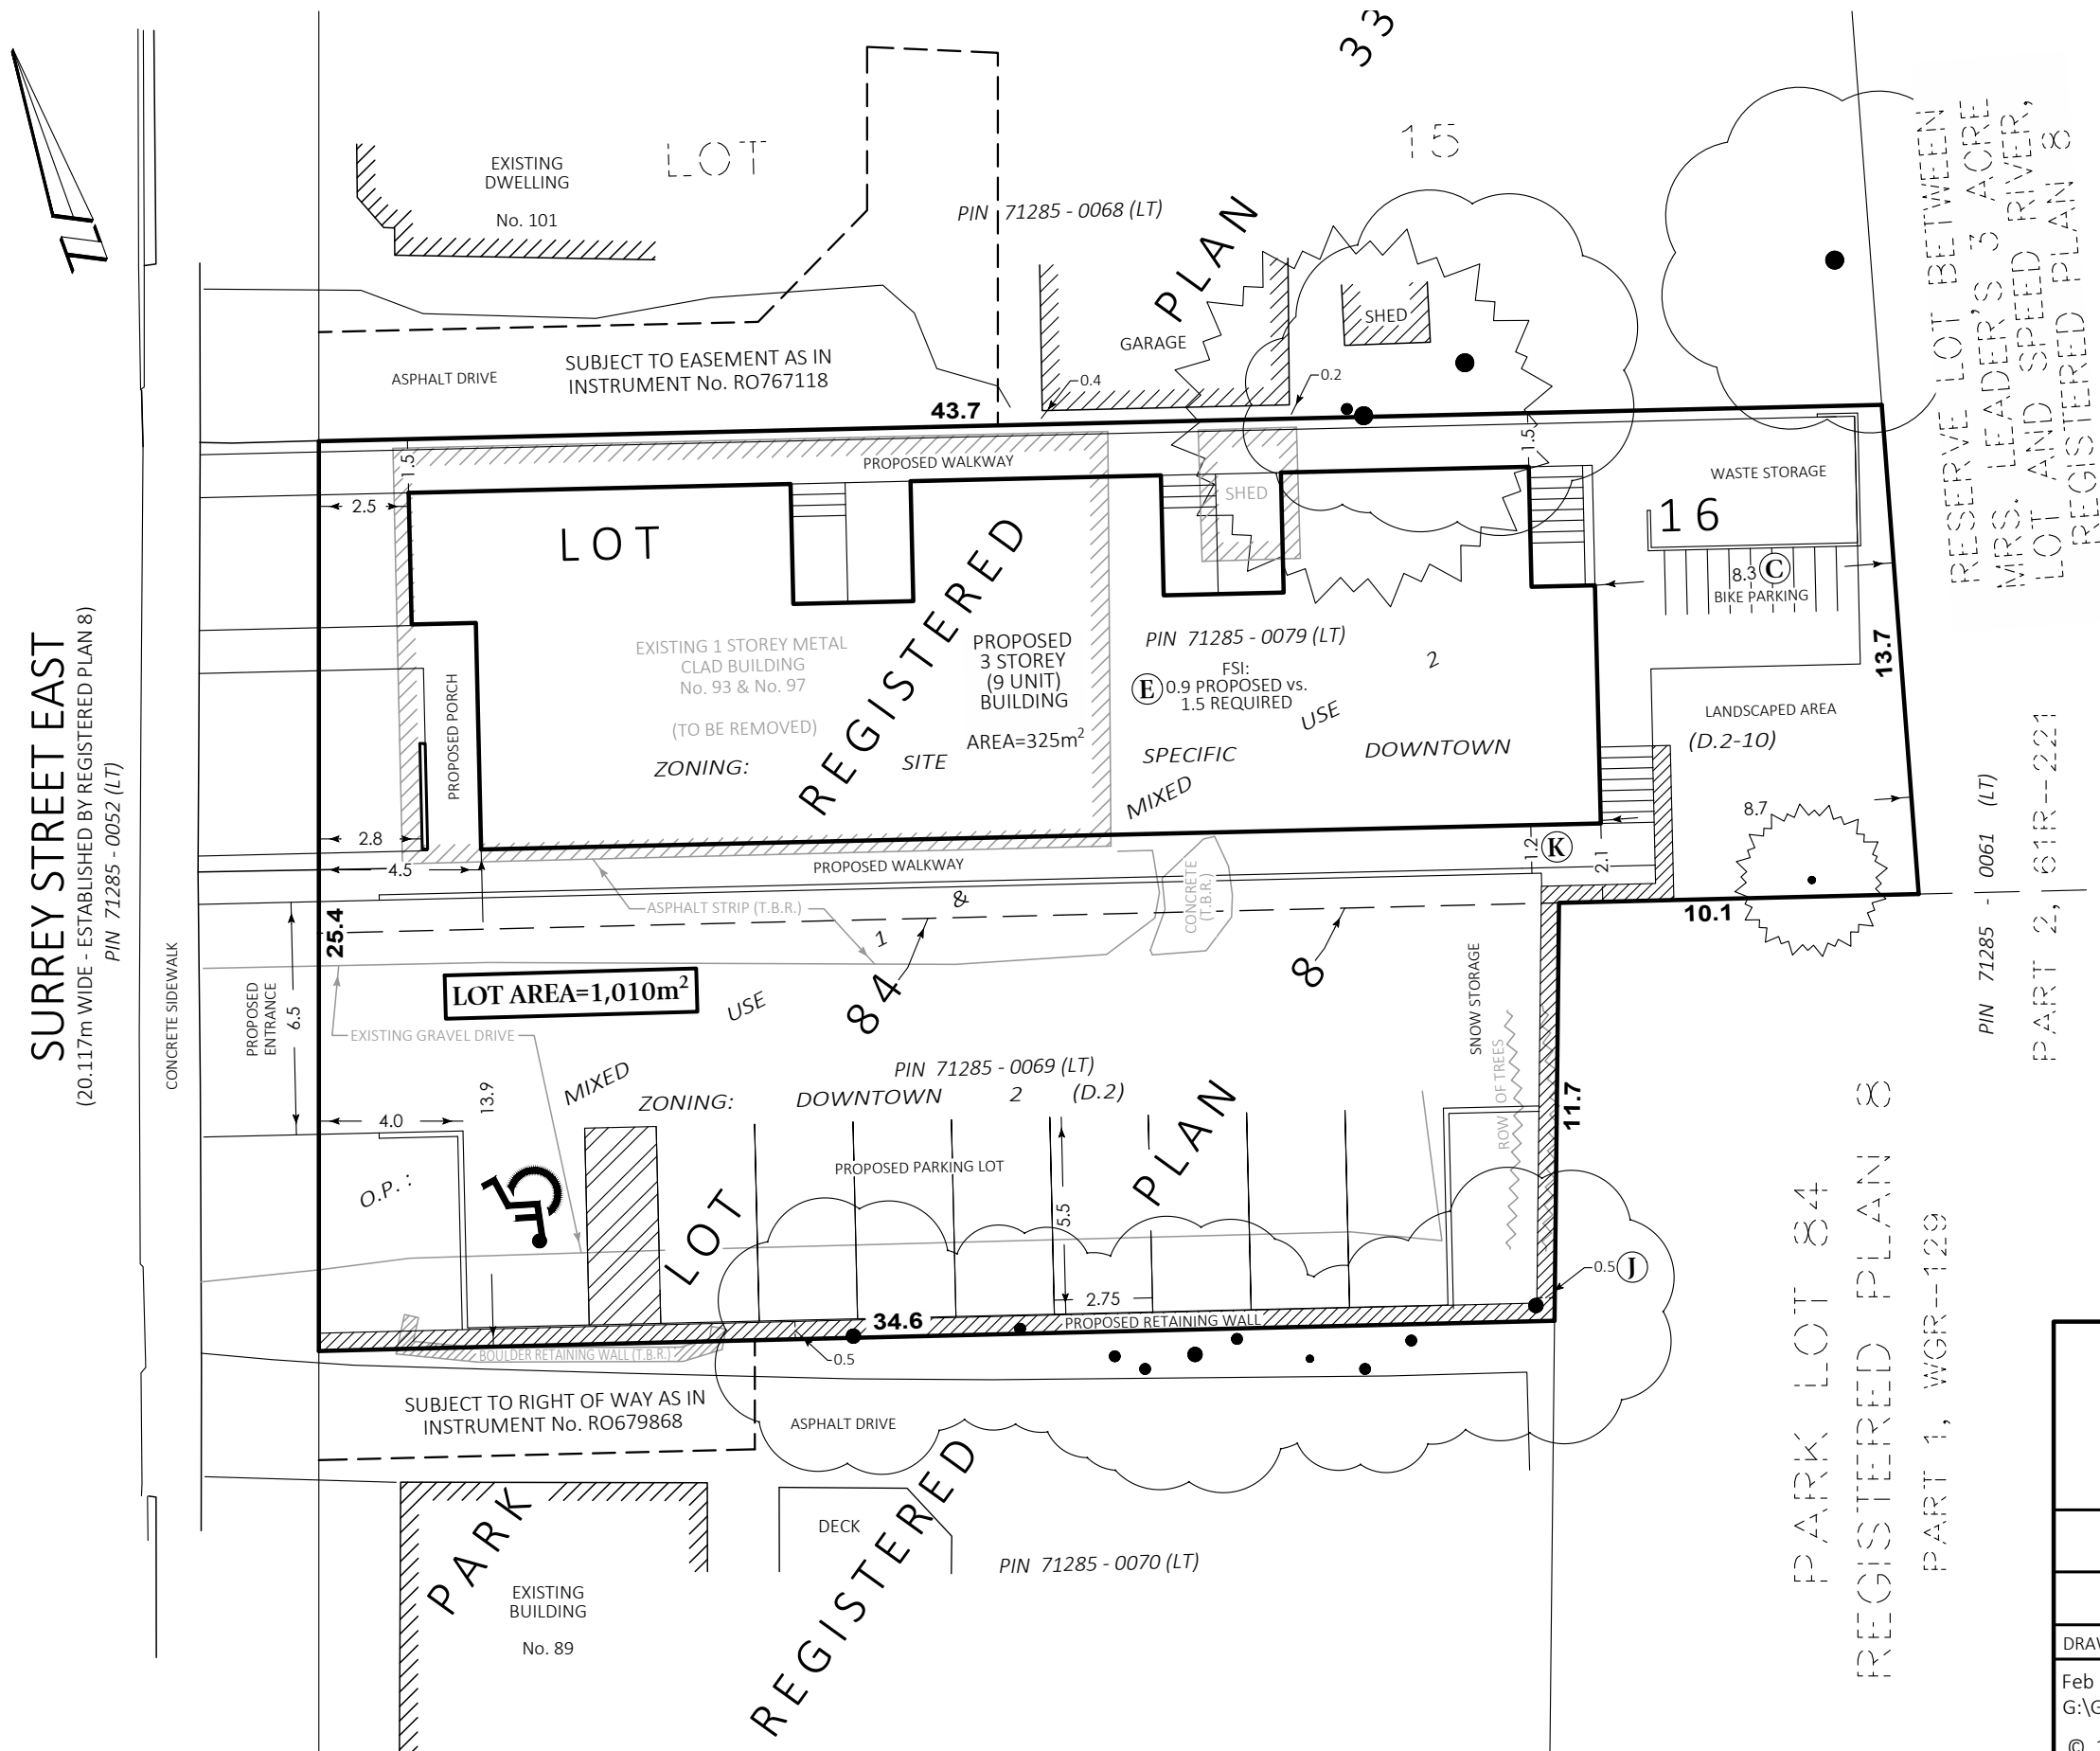 SURREY STREET EAST
(20.117m WIDE - ESTABLISHED BY REGISTERED PLAN 8)
PIN 71285 - 0052 (LT)
CONCRETE SIDEWALK
EXISTING
DWELLING
No. 101
LOT
33
15
PLAN
PIN 71285 - 0068 (LT)
GARAGE
SHED
0.4
0.2
ASPHALT DRIVE
SUBJECT TO EASEMENT AS IN
INSTRUMENT No. RO767118
43.7
RESERVE LOT BETWEEN
MRS. LEADER'S 3 ACRE
LOT AND SPEED RIVER,
REGISTERED PLAN 8
1.5
PROPOSED WALKWAY
1.5
2.5
LOT
SHED
WASTE STORAGE
16
8.3
C
BIKE PARKING
13.7
REGISTERED
EXISTING 1 STOREY METAL
CLAD BUILDING
No. 93 & No. 97
(TO BE REMOVED)
PROPOSED
3 STOREY
(9 UNIT)
BUILDING
AREA=325m²
PIN 71285 - 0079 (LT)
FSI:
E
0.9 PROPOSED vs.
1.5 REQUIRED
2
USE
LANDSCAPED AREA
(D.2-10)
PROPOSED PORCH
ZONING:
SITE
SPECIFIC
DOWNTOWN
MIXED
8.7
2.8
4.5
PROPOSED WALKWAY
1.2
K
2.1
ASPHALT STRIP (T.B.R.)
&
CONCRETE
(T.B.R.)
10.1
PIN 71285 - 0061 (LT)
PART 2, 61R-221
25.4
1
84
8
LOT AREA=1,010m²
USE
PROPOSED
ENTRANCE
6.5
EXISTING GRAVEL DRIVE
SNOW STORAGE
ROW OF TREES
11.7
4.0
13.9
MIXED
PIN 71285 - 0069 (LT)
ZONING:
DOWNTOWN
2
(D.2)
O.P. :
PROPOSED PARKING LOT
LOT
PLAN
5.5
2.75
0.5
J
34.6
PROPOSED RETAINING WALL
BOULDER RETAINING WALL (T.B.R.)
0.5
SUBJECT TO RIGHT OF WAY AS IN
INSTRUMENT No. RO679868
ASPHALT DRIVE
PARK
DECK
EXISTING
BUILDING
No. 89
REGISTERED
PIN 71285 - 0070 (LT)
PARK LOT 84
REGISTERED PLAN 8
PART 1, WGR-129
Feb
G:\G
©